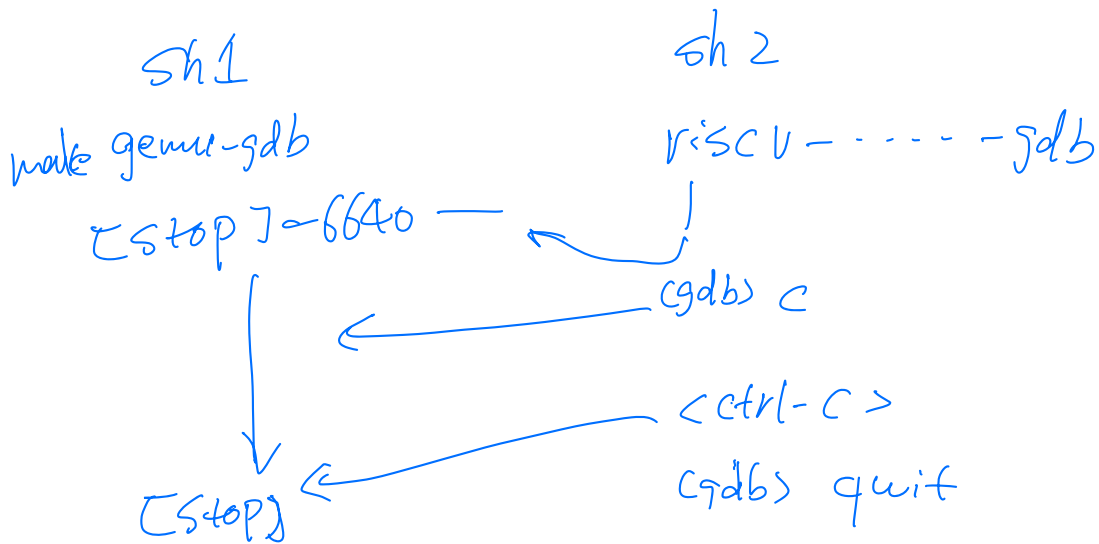 sh1
make qemu-gdb
[stop] - 6640 —
[stop]
sh2
riscv - ····· - gdb
(gdb) c
<ctrl-c>
(gdb) quit